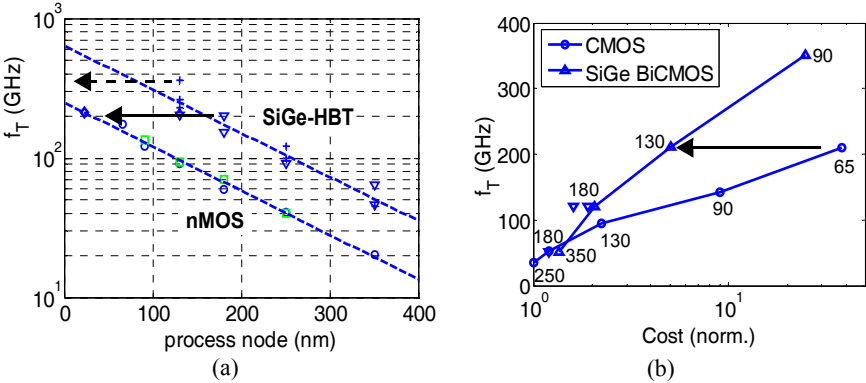 10³
10²
10¹
f_T (GHz)
SiGe-HBT
nMOS
0 100 200 300 400
process node (nm)
(a)
400
300
200
100
0
f_T (GHz)
CMOS
SiGe BiCMOS
90
130
65
180
90
180
130
350
250
10⁰ 10¹
Cost (norm.)
(b)